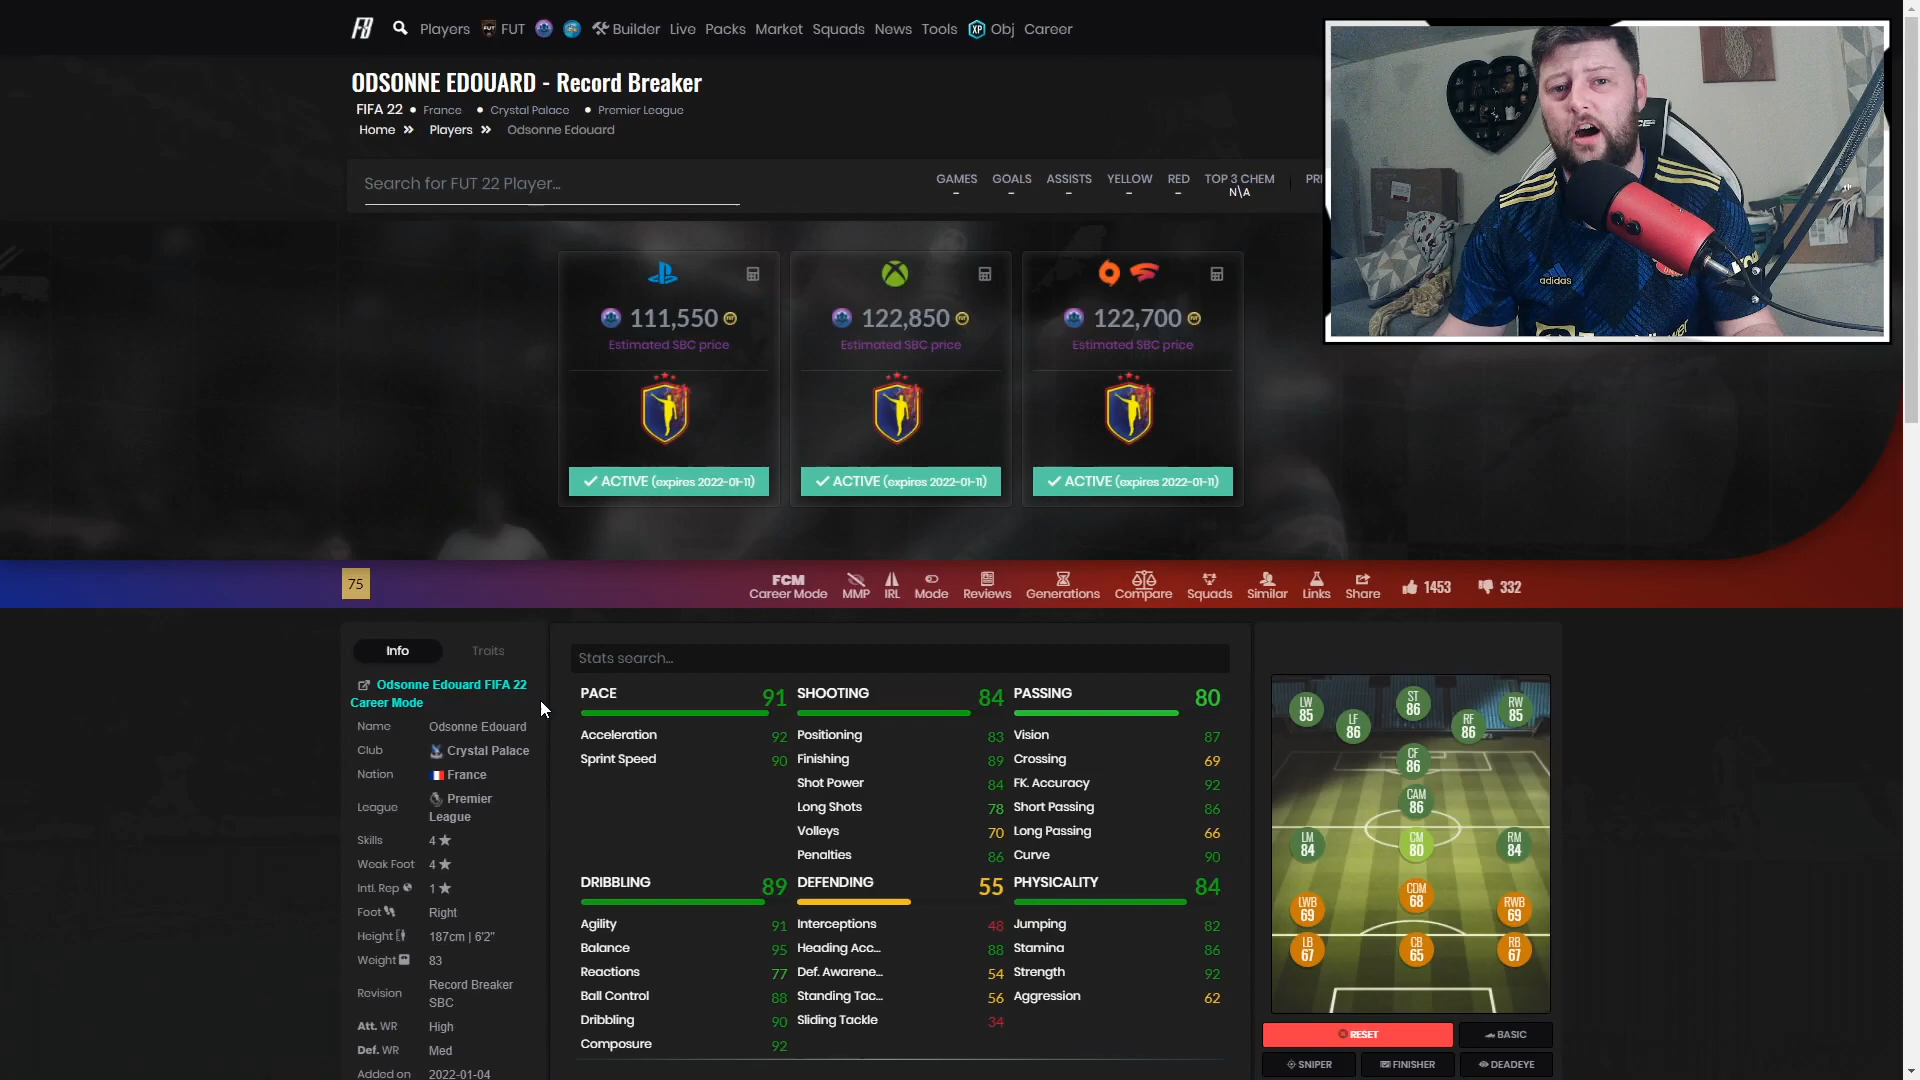 Players FUT Builder Live Packs Market Squads News Tools XP Obj Career
ODSONNE EDOUARD - Record Breaker
FIFA 22 • France • Crystal Palace • Premier League
Home » Players » Odsonne Edouard
Search for FUT 22 Player...
GAMES GOALS ASSISTS YELLOW RED TOP 3 CHEM
- - - - - N\A
111,550
Estimated SBC price
ACTIVE (expires 2022-01-11)
122,850
Estimated SBC price
ACTIVE (expires 2022-01-11)
122,700
Estimated SBC price
ACTIVE (expires 2022-01-11)
adidas
75
FCM
Career Mode MMP IRL Mode Reviews Generations Compare Squads Similar Links Share 1453 332
Info Traits
Odsonne Edouard FIFA 22
Career Mode
Name Odsonne Edouard
Club Crystal Palace
Nation France
League Premier
League
Skills 4
Weak Foot 4
Intl. Rep 1
Foot Right
Height 187cm | 6'2"
Weight 83
Revision Record Breaker
SBC
Att. WR High
Def. WR Med
Added on 2022-01-04
Stats search...
PACE 91
Acceleration 92
Sprint Speed 90
SHOOTING 84
Positioning 83
Finishing 89
Shot Power 84
Long Shots 78
Volleys 70
Penalties 86
PASSING 80
Vision 87
Crossing 69
FK. Accuracy 92
Short Passing 86
Long Passing 66
Curve 90
DRIBBLING 89
Agility 91
Balance 95
Reactions 77
Ball Control 88
Dribbling 90
Composure 92
DEFENDING 55
Interceptions 48
Heading Acc... 88
Def. Awarene... 54
Standing Tac... 56
Sliding Tackle 34
PHYSICALITY 84
Jumping 82
Stamina 86
Strength 92
Aggression 62
LW 85
ST 86
RW 85
LF 86
RF 86
CF 86
CAM 86
LM 84
CM 80
RM 84
LWB 69
CDM 68
RWB 69
LB 67
CB 65
RB 67
RESET BASIC
SNIPER FINISHER DEADEYE